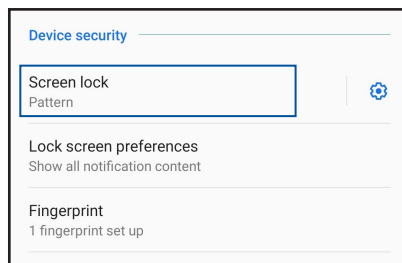 Device security
Screen lock
Pattern
Lock screen preferences
Show all notification content
Fingerprint
1 fingerprint set up